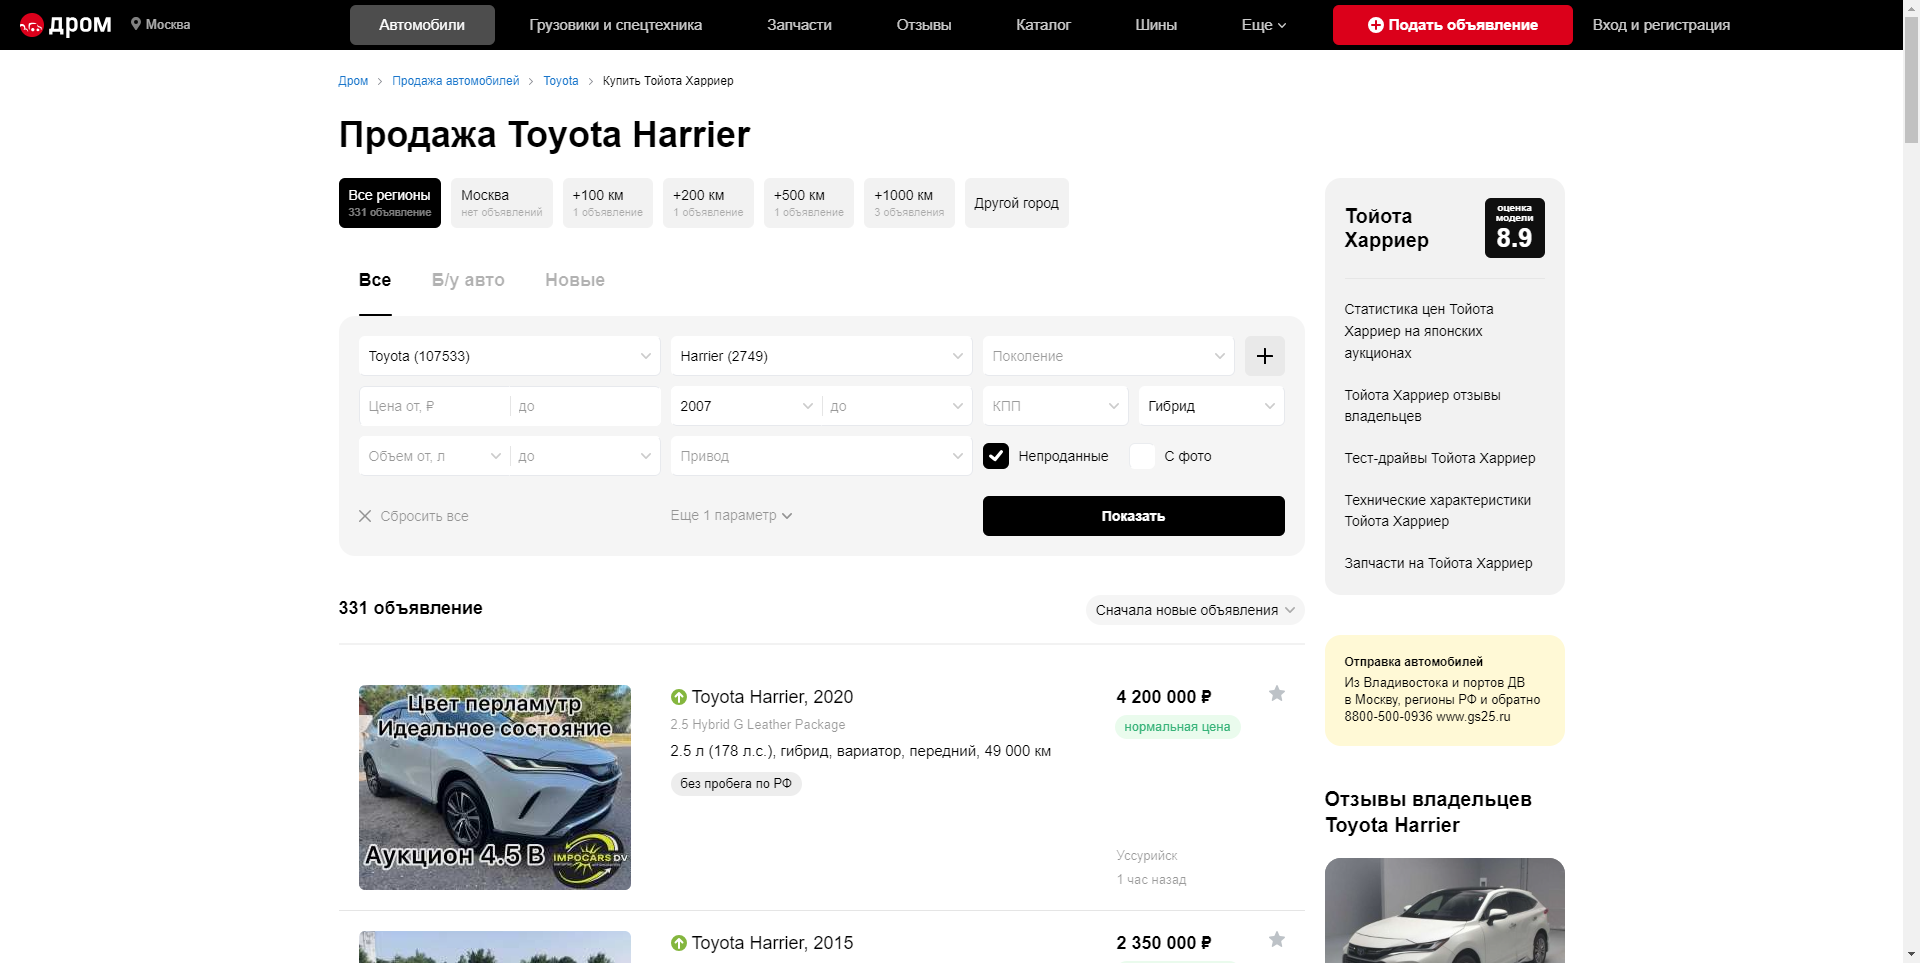 дром
Москва
Автомобили
Грузовики и спецтехника
Запчасти
Отзывы
Каталог
Шины
Еще
Подать объявление
Вход и регистрация
Дром
Продажа автомобилей
Toyota
Купить Тойота Харриер
Продажа Toyota Harrier
Все регионы
331 объявление
Москва
нет объявлений
+100 км
1 объявление
+200 км
1 объявление
+500 км
1 объявление
+1000 км
3 объявления
Другой город
Все
Б/у авто
Новые
Toyota (107533)
Harrier (2749)
Поколение
Цена от, ₽
до
2007
до
КПП
Гибрид
Объем от, л
до
Привод
Непроданные
С фото
Сбросить все
Еще 1 параметр
Показать
331 объявление
Сначала новые объявления
Цвет перламутр
Идеальное состояние
Аукцион 4.5 В
IMPOCARS DV
Toyota Harrier, 2020
2.5 Hybrid G Leather Package
2.5 л (178 л.с.), гибрид, вариатор, передний, 49 000 км
без пробега по РФ
4 200 000 ₽
нормальная цена
Уссурийск
1 час назад
Toyota Harrier, 2015
2 350 000 ₽
Тойота
Харриер
оценка
модели
8.9
Статистика цен Тойота
Харриер на японских
аукционах
Тойота Харриер отзывы
владельцев
Тест-драйвы Тойота Харриер
Технические характеристики
Тойота Харриер
Запчасти на Тойота Харриер
Отправка автомобилей
Из Владивостока и портов ДВ
в Москву, регионы РФ и обратно
8800-500-0936 www.gs25.ru
Отзывы владельцев
Toyota Harrier